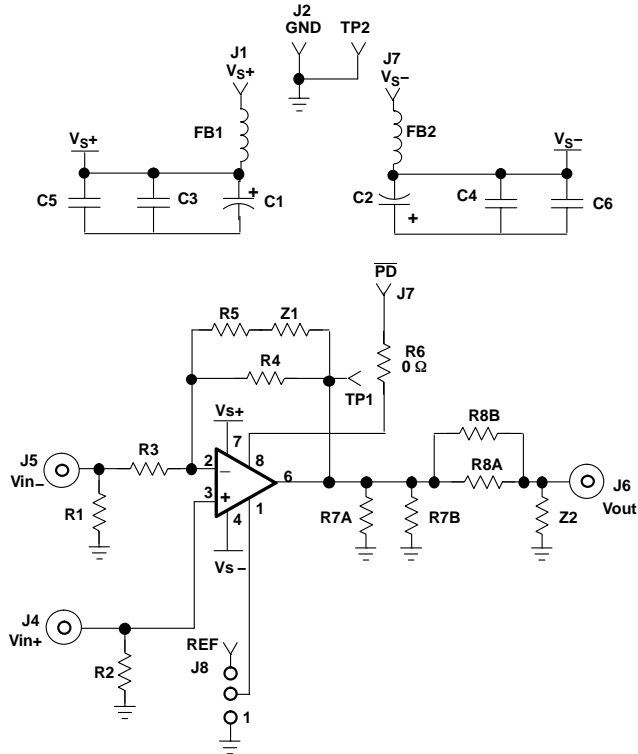 J2
GND
TP2
J1
VS+
J7
VS−
FB1
FB2
VS+
VS−
C5
C3
C1
+
C2
+
C4
C6
PD
J7
R5
Z1
R4
R6
0 Ω
TP1
Vs+
7
8
R8B
J5
Vin−
R3
2
−
6
R8A
J6
Vout
R1
3
+
1
4
R7A
R7B
Z2
Vs −
J4
Vin+
R2
REF
J8
1